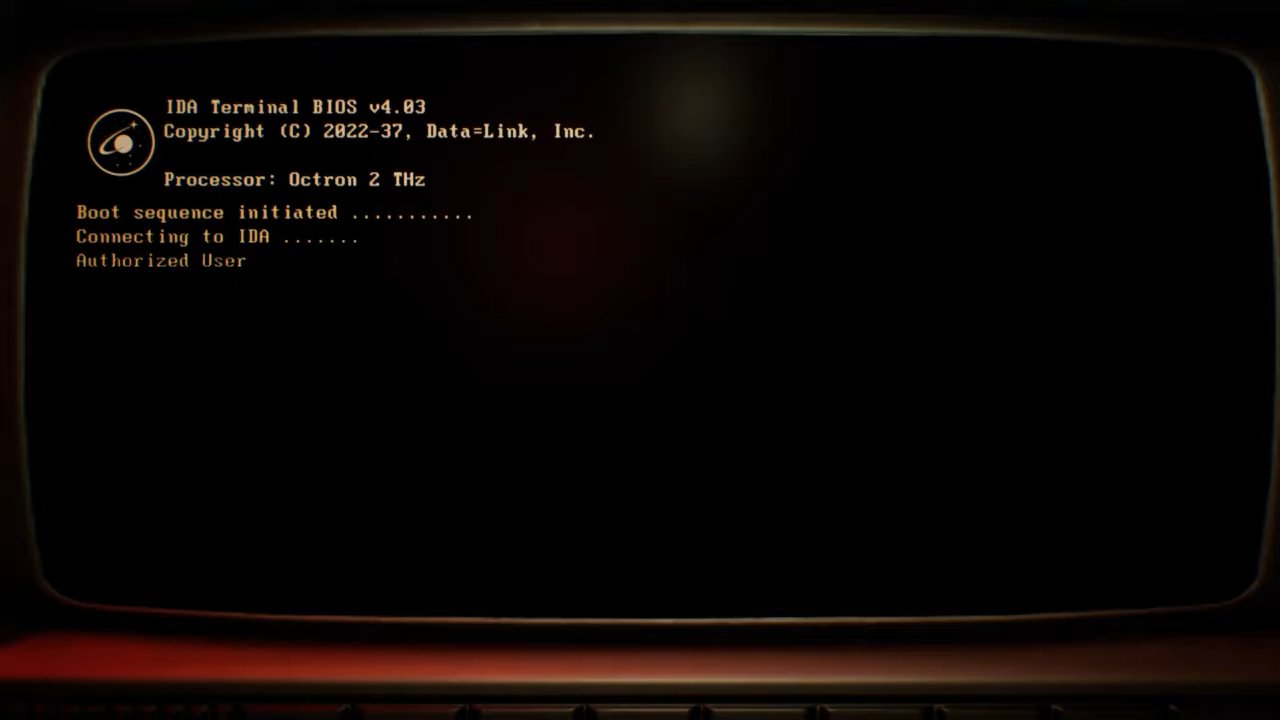 IDA Terminal BIOS v4.03
Copyright (C) 2022-37, Data=Link, Inc.
Processor: Octron 2 THz
Boot sequence initiated ...........
Connecting to IDA .......
Authorized User